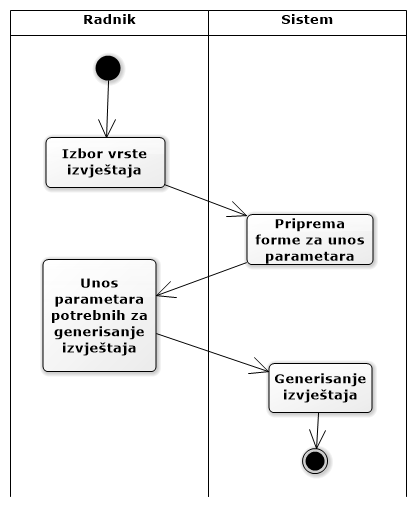 Radnik
Sistem
Izbor vrste
izvještaja
Priprema
forme za unos
parametara
Unos
parametara
potrebnih za
generisanje
izvještaja
Generisanje
izvještaja